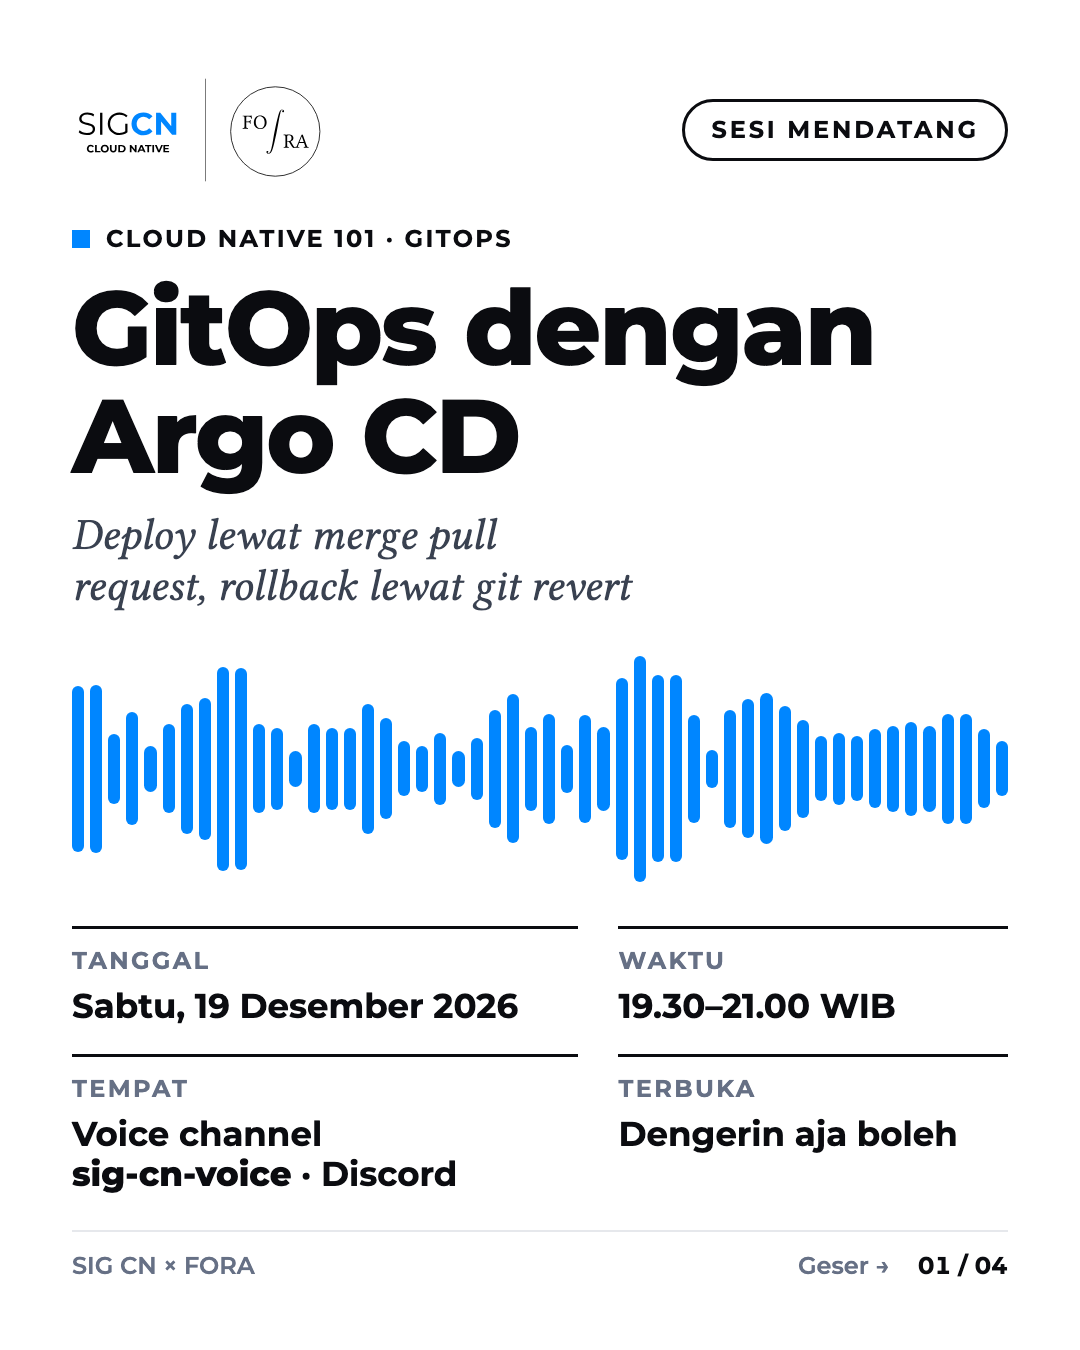 SIGCN
CLOUD NATIVE
FO RA
SESI MENDATANG
CLOUD NATIVE 101 · GITOPS
GitOps dengan
Argo CD
Deploy lewat merge pull
request, rollback lewat git revert
TANGGAL
Sabtu, 19 Desember 2026
WAKTU
19.30–21.00 WIB
TEMPAT
Voice channel
sig-cn-voice · Discord
TERBUKA
Dengerin aja boleh
SIG CN × FORA
Geser → 01 / 04